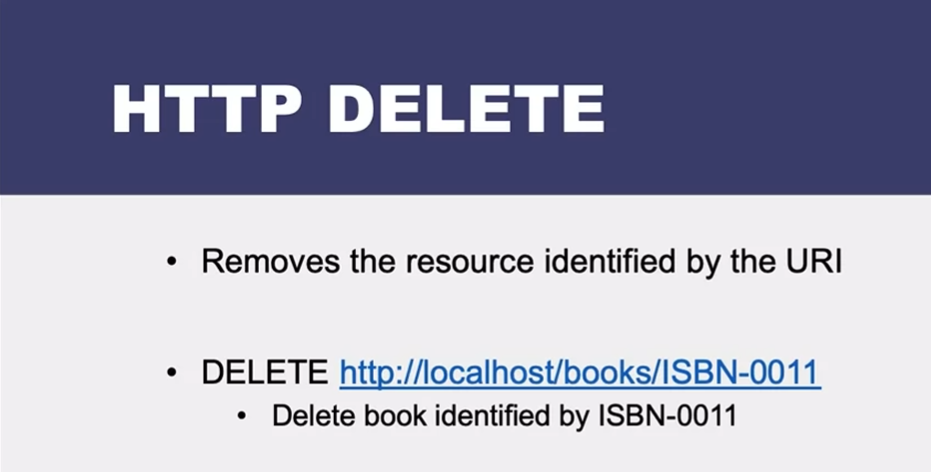 HTTP DELETE
• Removes the resource identified by the URI
• DELETE http://localhost/books/ISBN-0011
• Delete book identified by ISBN-0011